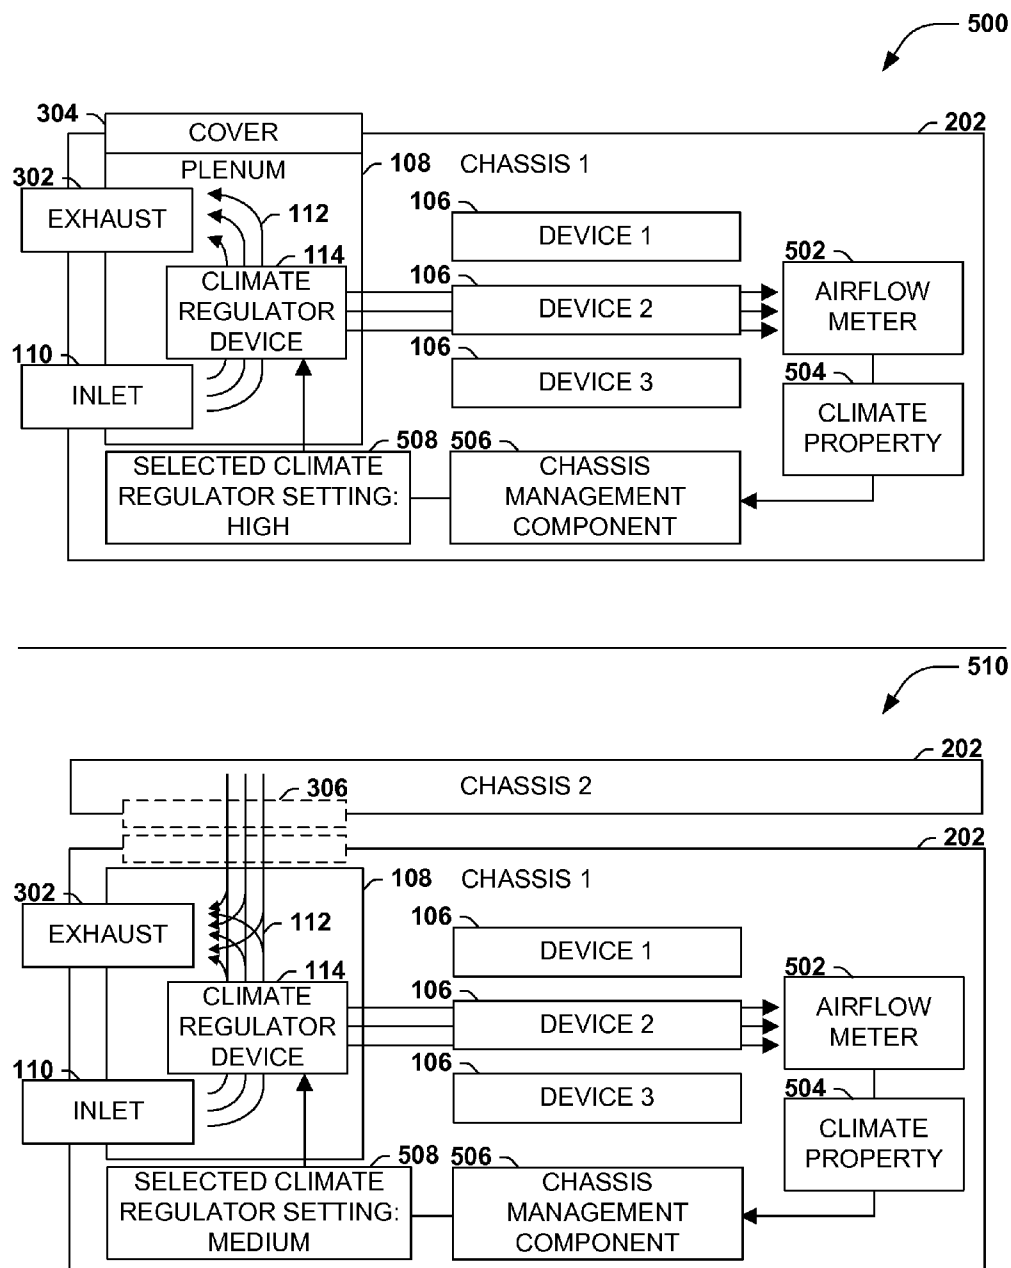 500
304
COVER
202
PLENUM
108
CHASSIS 1
302
EXHAUST
112
106
DEVICE 1
114
CLIMATE
REGULATOR
DEVICE
106
DEVICE 2
502
AIRFLOW
METER
110
INLET
106
DEVICE 3
504
CLIMATE
PROPERTY
508
SELECTED CLIMATE
REGULATOR SETTING:
HIGH
506
CHASSIS
MANAGEMENT
COMPONENT
510
202
CHASSIS 2
306
202
108
CHASSIS 1
302
EXHAUST
112
106
DEVICE 1
114
CLIMATE
REGULATOR
DEVICE
106
DEVICE 2
502
AIRFLOW
METER
110
INLET
106
DEVICE 3
504
CLIMATE
PROPERTY
508
SELECTED CLIMATE
REGULATOR SETTING:
MEDIUM
506
CHASSIS
MANAGEMENT
COMPONENT